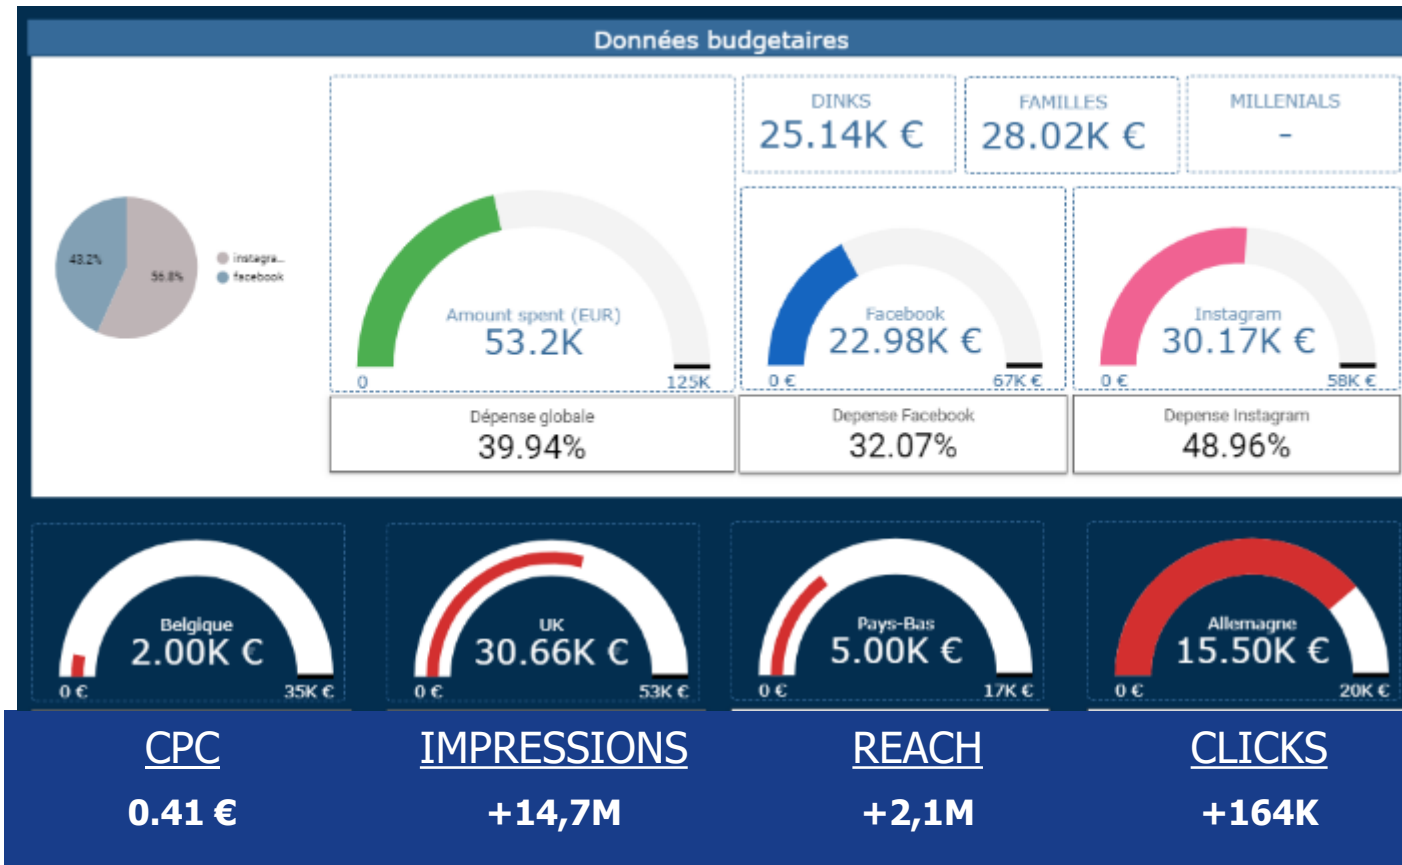 Données budgetaires
DINKS
25.14K €
FAMILLES
28.02K €
MILLENIALS
-
43.2%
56.8%
instagra...
facebook
Amount spent (EUR)
53.2K
0
125K
Facebook
22.98K €
0 €
67K €
Instagram
30.17K €
0 €
58K €
Dépense globale
39.94%
Depense Facebook
32.07%
Depense Instagram
48.96%
Belgique
2.00K €
0 €
35K €
UK
30.66K €
0 €
53K €
Pays-Bas
5.00K €
0 €
17K €
Allemagne
15.50K €
0 €
20K €
CPC
0.41 €
IMPRESSIONS
+14,7M
REACH
+2,1M
CLICKS
+164K